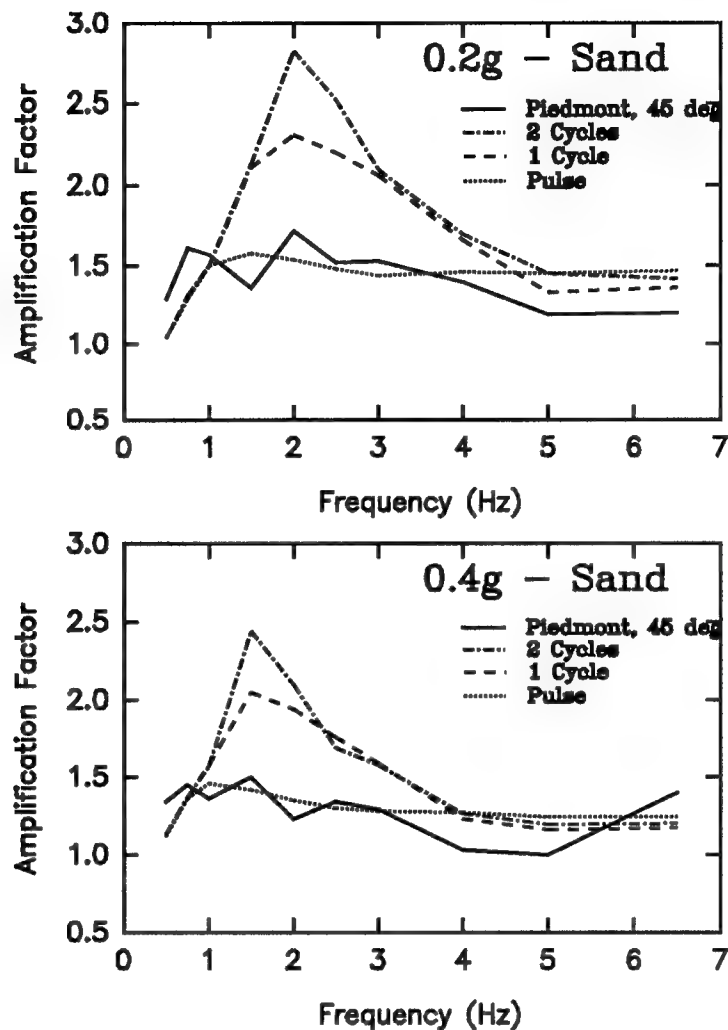 3.0
0.2g – Sand
Piedmont, 45 deg
2 Cycles
1 Cycle
Pulse
2.5
2.0
1.5
1.0
0.5
Amplification Factor
0 1 2 3 4 5 6 7
Frequency (Hz)
3.0
0.4g – Sand
Piedmont, 45 deg
2 Cycles
1 Cycle
Pulse
2.5
2.0
1.5
1.0
0.5
Amplification Factor
0 1 2 3 4 5 6 7
Frequency (Hz)